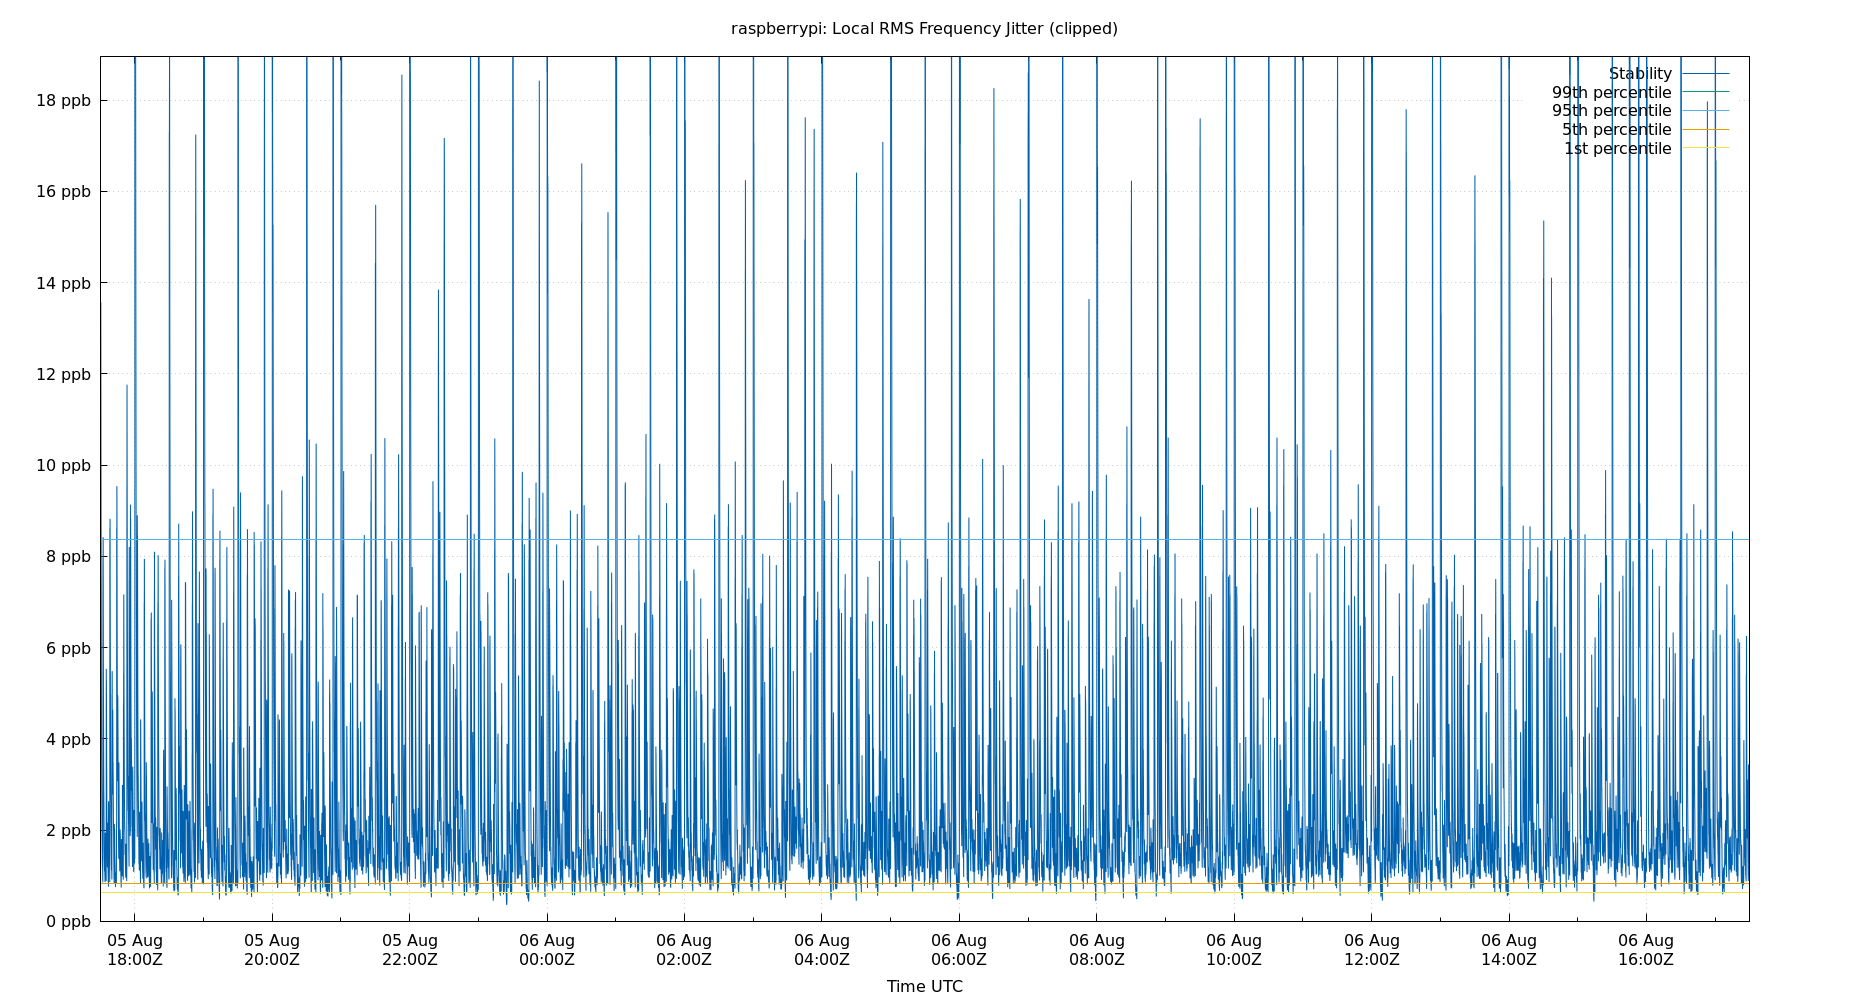 raspberrypi: Local RMS Frequency Jitter (clipped)
Stability
99th percentile
95th percentile
5th percentile
1st percentile
18 ppb
16 ppb
14 ppb
12 ppb
10 ppb
8 ppb
6 ppb
4 ppb
2 ppb
0 ppb
05 Aug 05 Aug 05 Aug 06 Aug 06 Aug 06 Aug 06 Aug 06 Aug 06 Aug 06 Aug 06 Aug 06 Aug
18:00Z 20:00Z 22:00Z 00:00Z 02:00Z 04:00Z 06:00Z 08:00Z 10:00Z 12:00Z 14:00Z 16:00Z
Time UTC